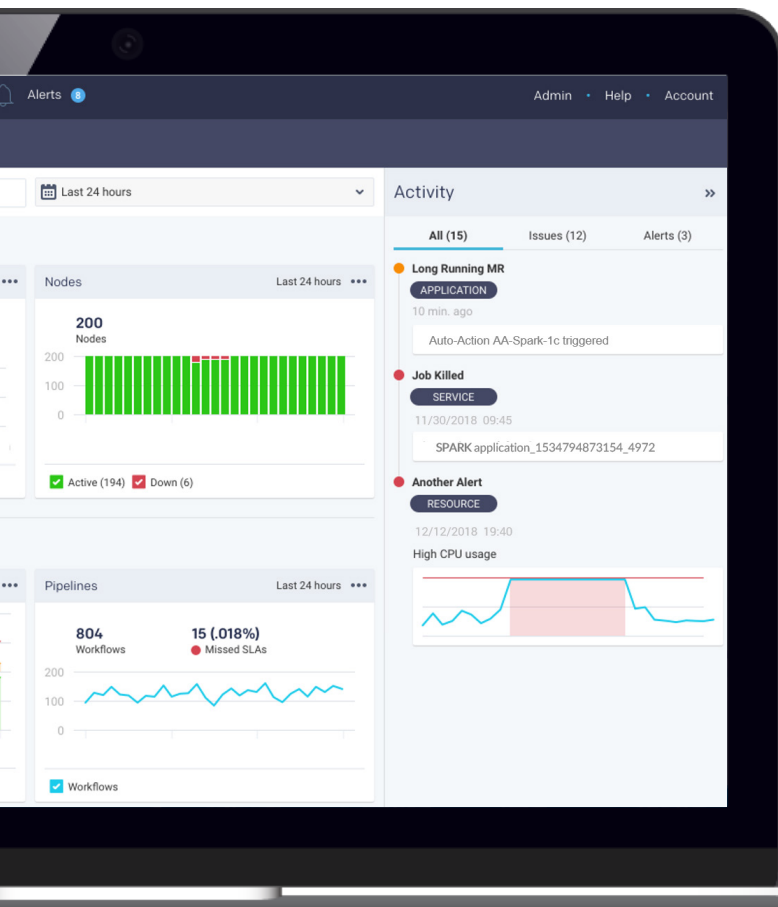 Alerts 8
Admin • Help • Account
Last 24 hours
Activity »
All (15) Issues (12) Alerts (3)
Long Running MR
APPLICATION
10 min. ago
Auto-Action AA-Spark-1c triggered
Job Killed
SERVICE
11/30/2018 09:45
SPARK application_1534794873154_4972
Another Alert
RESOURCE
12/12/2018 19:40
High CPU usage
Nodes Last 24 hours
200
Nodes
200
100
0
Active (194) Down (6)
Pipelines Last 24 hours
804 15 (.018%)
Workflows Missed SLAs
200
100
0
Workflows